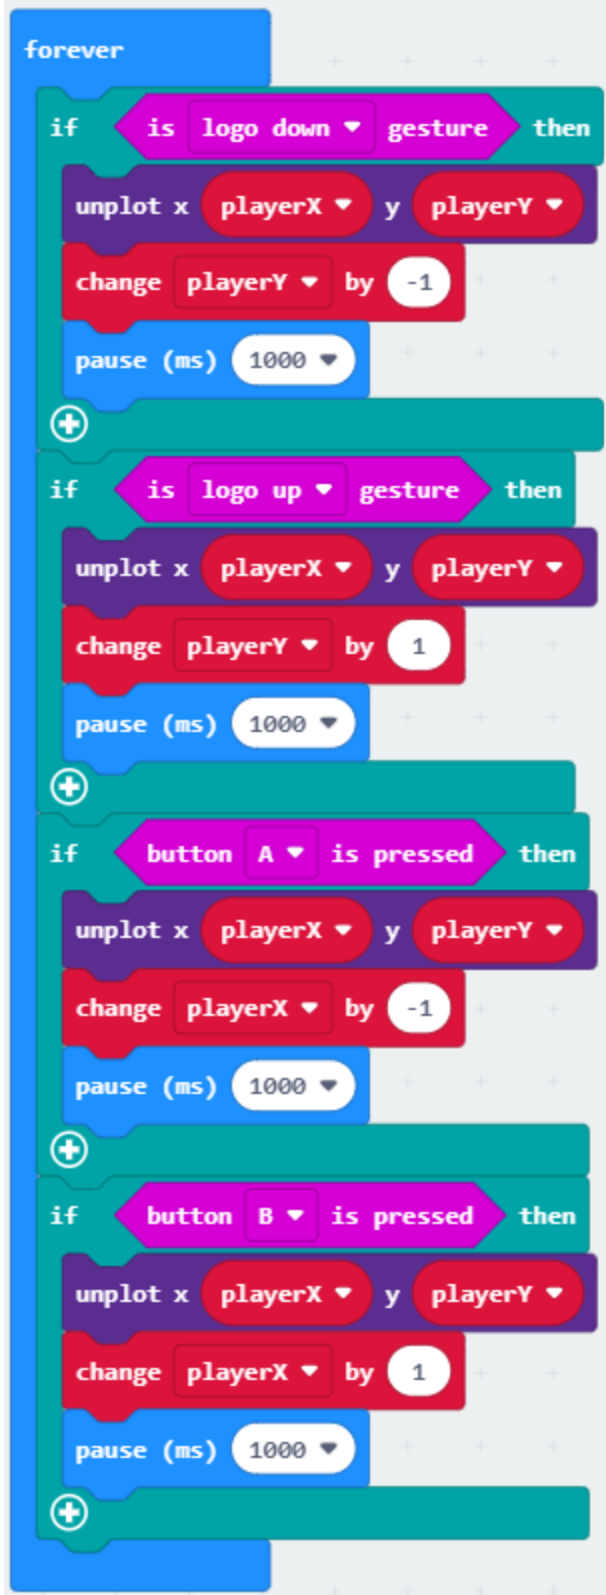 forever
if is logo down gesture then
unplot x playerX y playerY
change playerY by -1
pause (ms) 1000
if is logo up gesture then
unplot x playerX y playerY
change playerY by 1
pause (ms) 1000
if button A is pressed then
unplot x playerX y playerY
change playerX by -1
pause (ms) 1000
if button B is pressed then
unplot x playerX y playerY
change playerX by 1
pause (ms) 1000